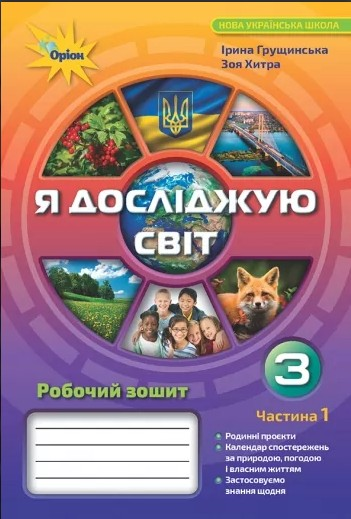 НОВА УКРАЇНСЬКА ШКОЛА
Оріон
Ірина Грущинська
Зоя Хитра
Я ДОСЛІДЖУЮ
СВІТ
3
Робочий зошит
Частина 1
Родинні проєкти
Календар спостережень
за природою, погодою
і власним життям
Застосовуємо
знання щодня